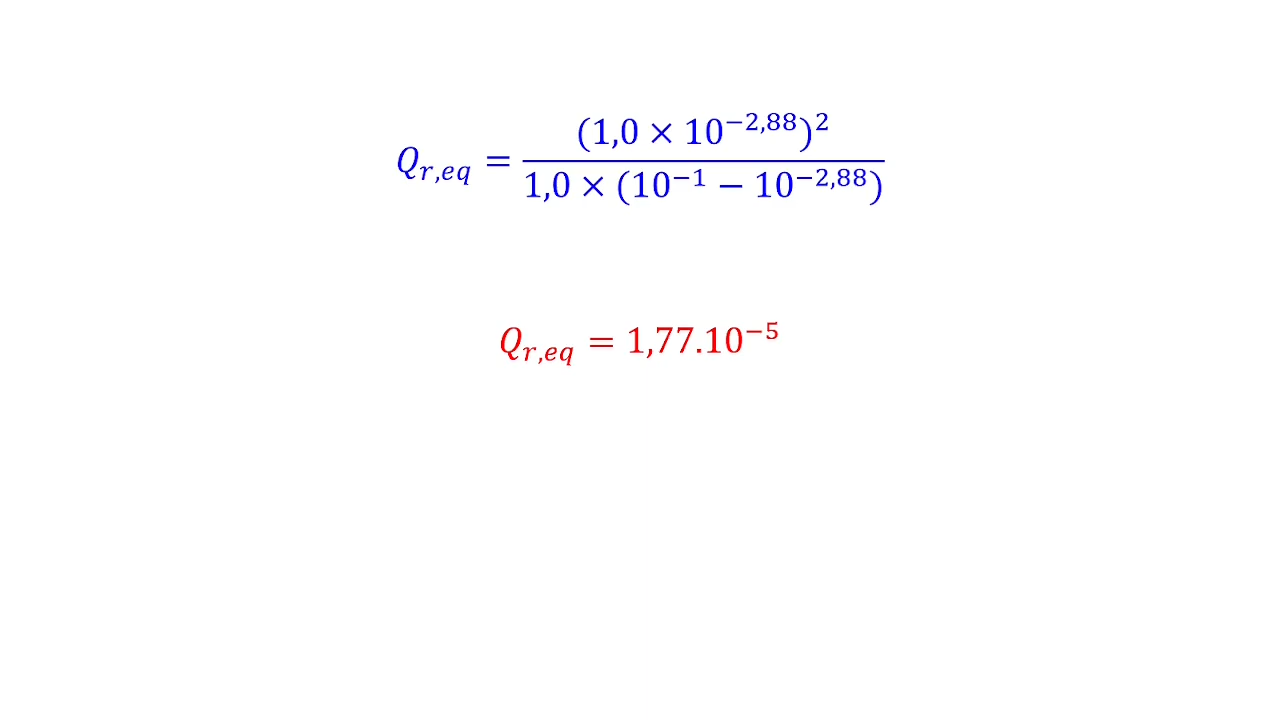 Q_{r,eq} = \frac{(1,0 × 10^{−2,88})^2}{1,0 × (10^{−1} − 10^{−2,88})}
Q_{r,eq} = 1,77.10^{−5}